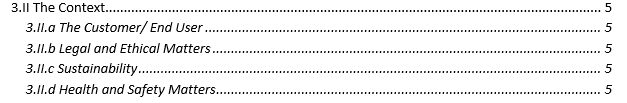 3.II The Context.................................................................................................................. 5
3.II.a The Customer/ End User........................................................................................... 5
3.II.b Legal and Ethical Matters.......................................................................................... 5
3.II.c Sustainability........................................................................................................... 5
3.II.d Health and Safety Matters......................................................................................... 5